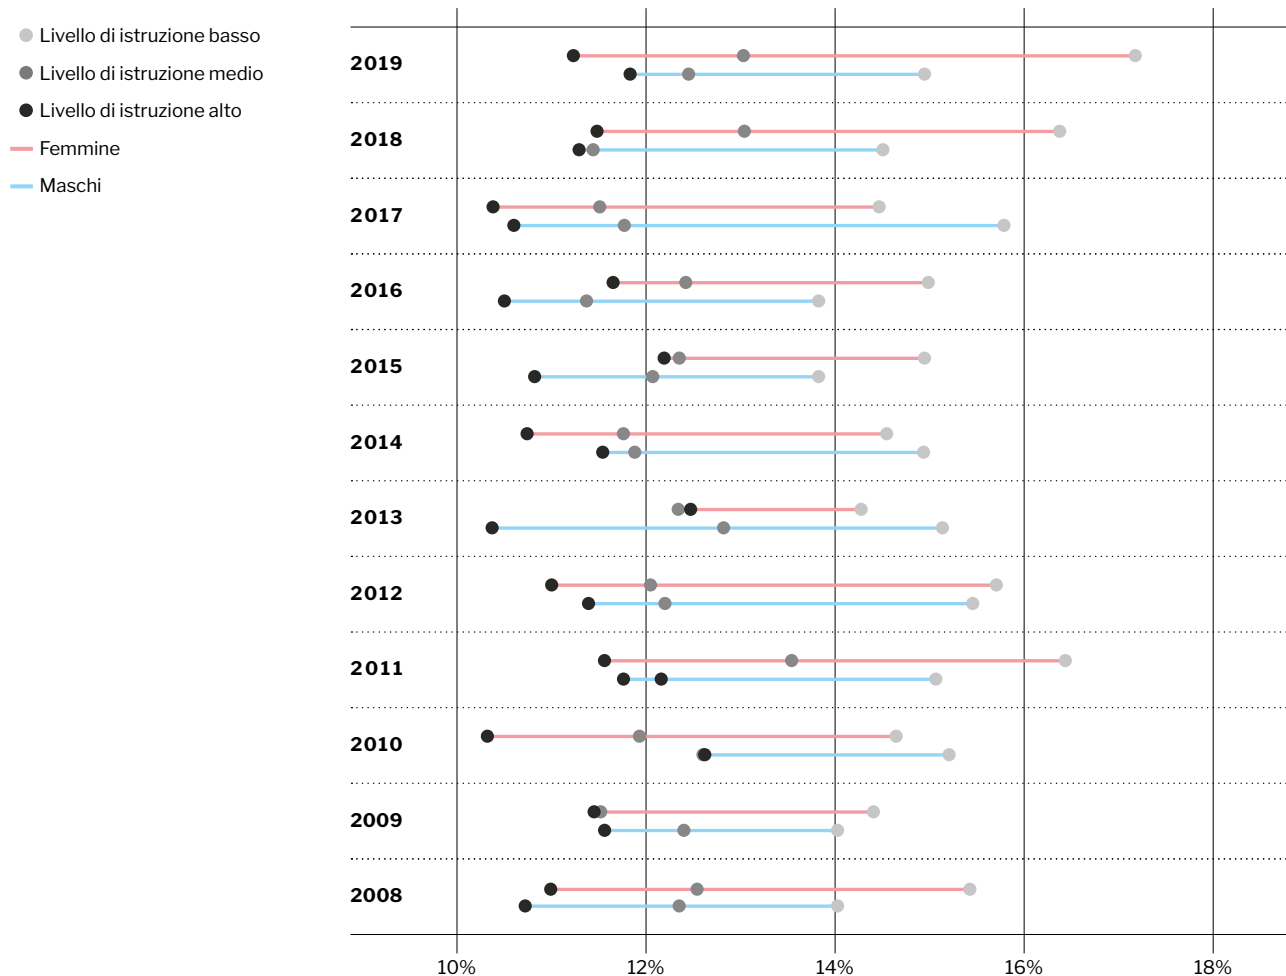 Livello di istruzione basso
Livello di istruzione medio
Livello di istruzione alto
Femmine
Maschi
2019
2018
2017
2016
2015
2014
2013
2012
2011
2010
2009
2008
10% 12% 14% 16% 18%